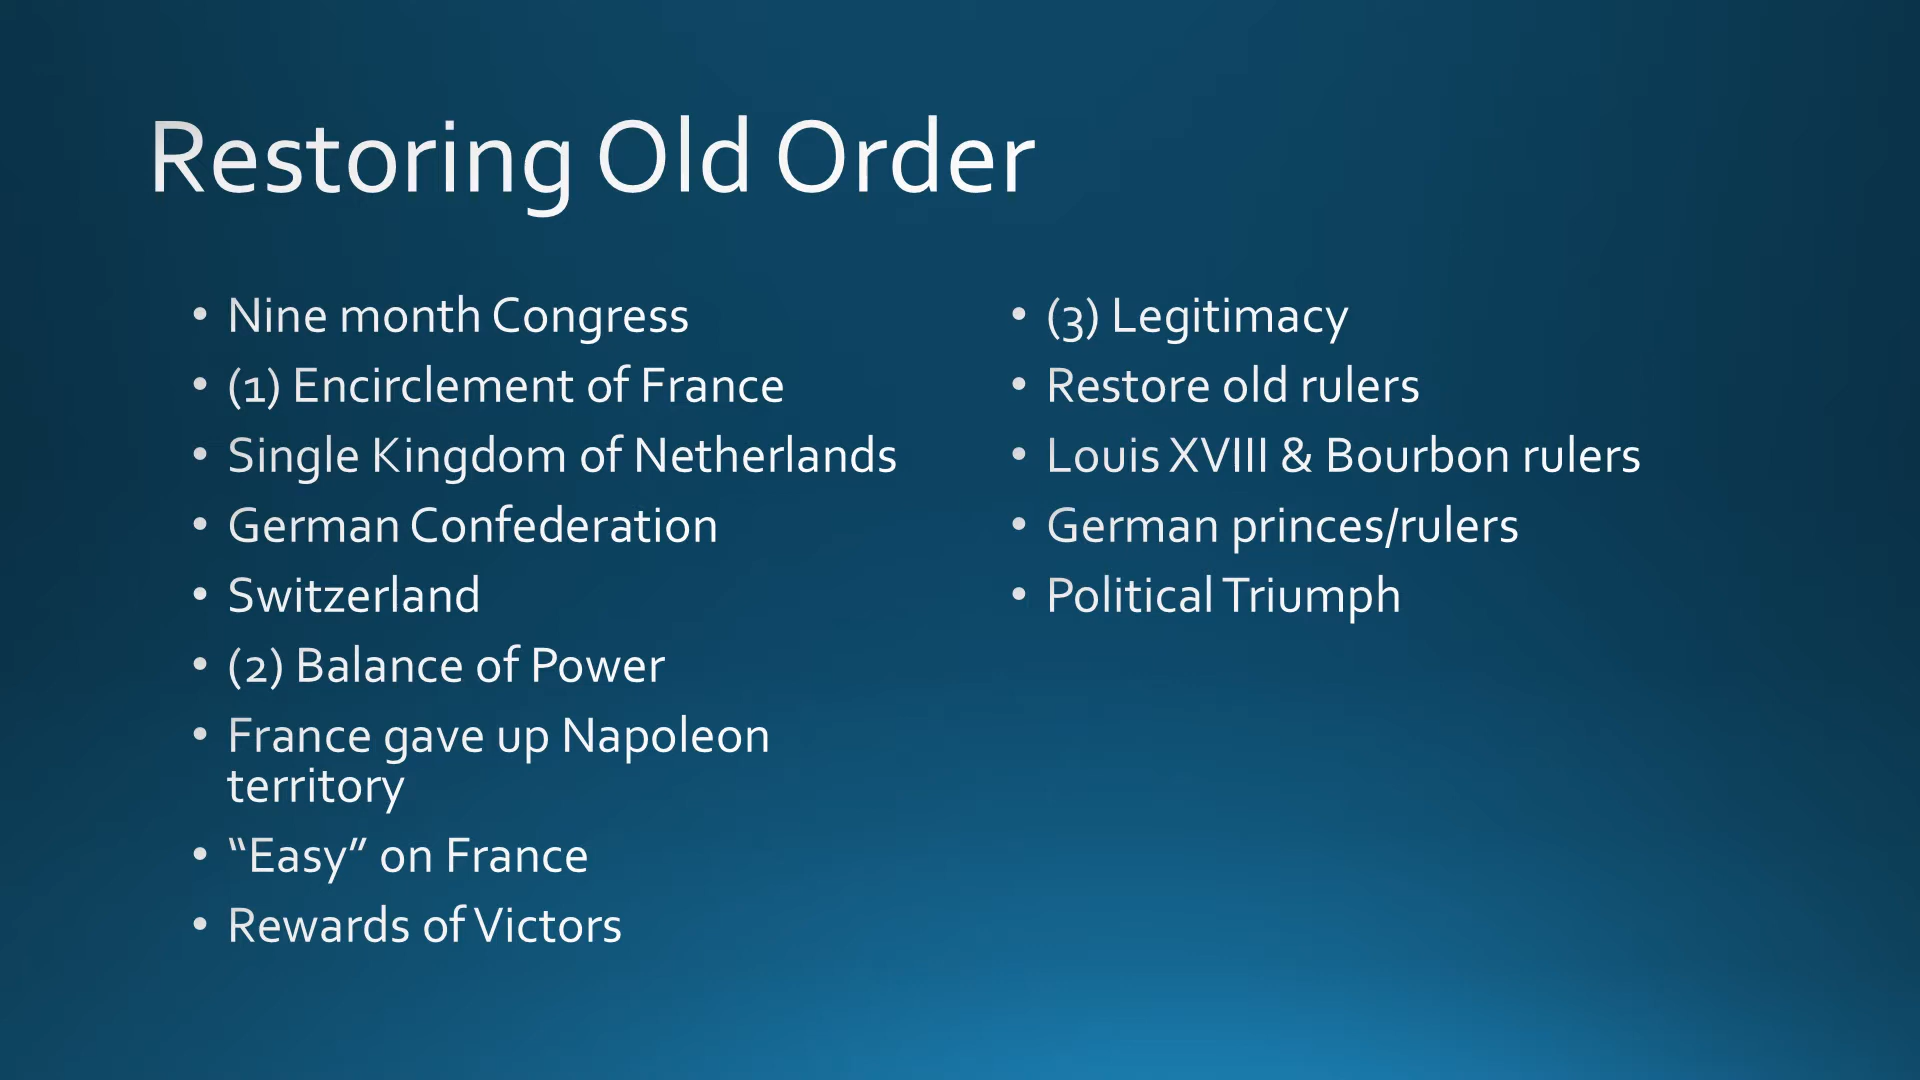 Restoring Old Order
• Nine month Congress
• (1) Encirclement of France
• Single Kingdom of Netherlands
• German Confederation
• Switzerland
• (2) Balance of Power
• France gave up Napoleon
territory
• “Easy” on France
• Rewards of Victors
• (3) Legitimacy
• Restore old rulers
• Louis XVIII & Bourbon rulers
• German princes/rulers
• Political Triumph